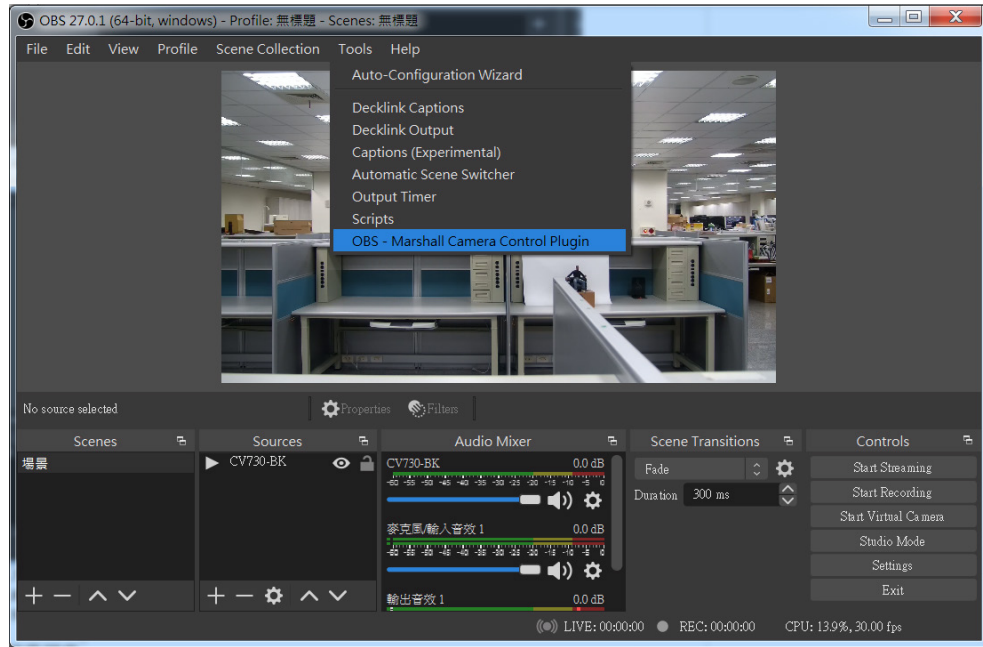 OBS 27.0.1 (64-bit, windows) - Profile: 無標題 - Scenes: 無標題
File Edit View Profile Scene Collection Tools Help
Auto-Configuration Wizard
Decklink Captions
Decklink Output
Captions (Experimental)
Automatic Scene Switcher
Output Timer
Scripts
OBS - Marshall Camera Control Plugin
No source selected Properties Filters
Scenes
場景
Sources
CV730-BK
Audio Mixer
CV730-BK 0.0 dB
-60 -55 -50 -45 -40 -35 -30 -25 -20 -15 -10 -5 0
麥克風/輸入音效 1 0.0 dB
-60 -55 -50 -45 -40 -35 -30 -25 -20 -15 -10 -5 0
輸出音效 1 0.0 dB
Scene Transitions
Fade
Duration 300 ms
Controls
Start Streaming
Start Recording
Start Virtual Camera
Studio Mode
Settings
Exit
LIVE: 00:00:00 REC: 00:00:00 CPU: 13.9%, 30.00 fps